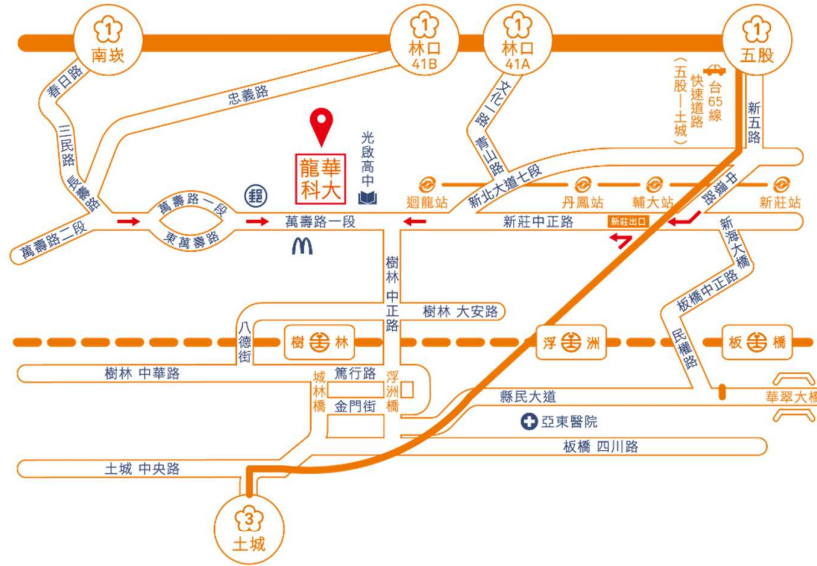 1
南崁
1
林口
41B
1
林口
41A
1
五股
春日路
忠義路
文化一路
台65線
快速道路
(五股—土城)
新五路
三民路
光啟高中
青山路
龍華
科大
長壽路
萬壽路一段
郵
迴龍站
新北大道七段
丹鳳站
輔大站
中原路
新莊站
萬壽路二段
東萬壽路
萬壽路一段
新莊中正路
新莊出口
新海大橋
樹林 中正路
板橋中正路
樹林 大安路
八德街
樹林
浮洲
板橋
民權路
樹林 中華路
城林橋
篤行路
浮洲橋
金門街
縣民大道
華翠大橋
亞東醫院
土城 中央路
板橋 四川路
3
土城